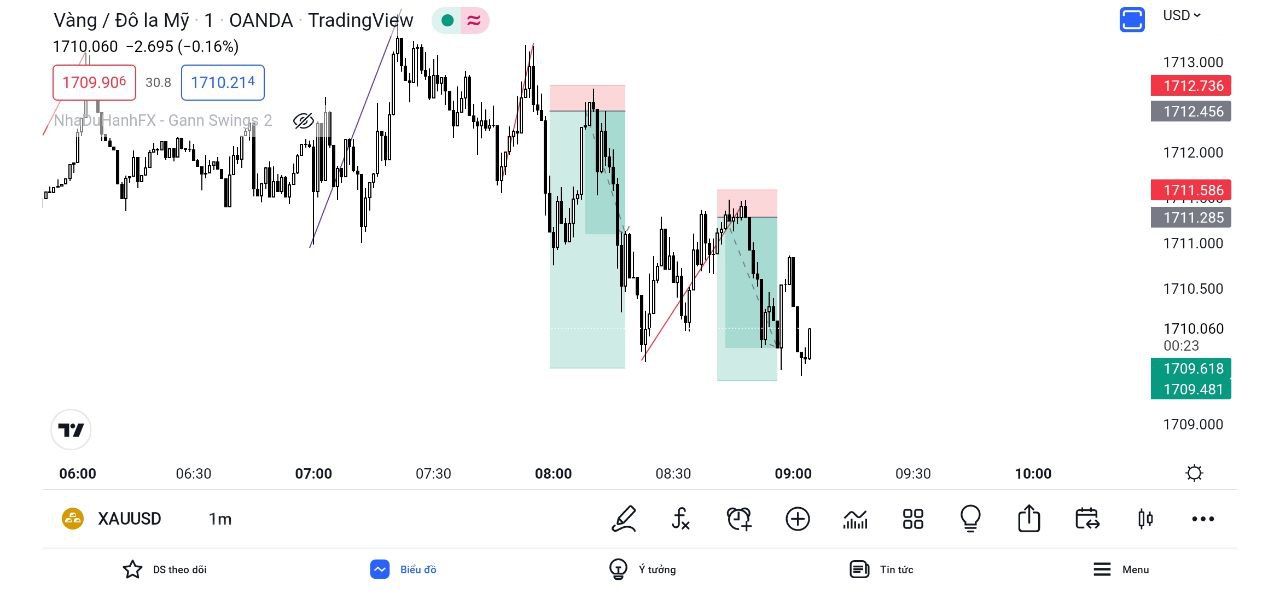 Vàng / Đô la Mỹ · 1 · OANDA · TradingView
USD
1710.060 −2.695 (−0.16%)
1709.906 30.8 1710.214
NhaDuHanhFX - Gann Swings 2
1713.000
1712.736
1712.456
1712.000
1711.586
1711.285
1711.000
1710.500
1710.060
00:23
1709.618
1709.481
1709.000
06:00 06:30 07:00 07:30 08:00 08:30 09:00 09:30 10:00
XAUUSD 1m
DS theo dõi Biểu đồ Ý tưởng Tin tức Menu